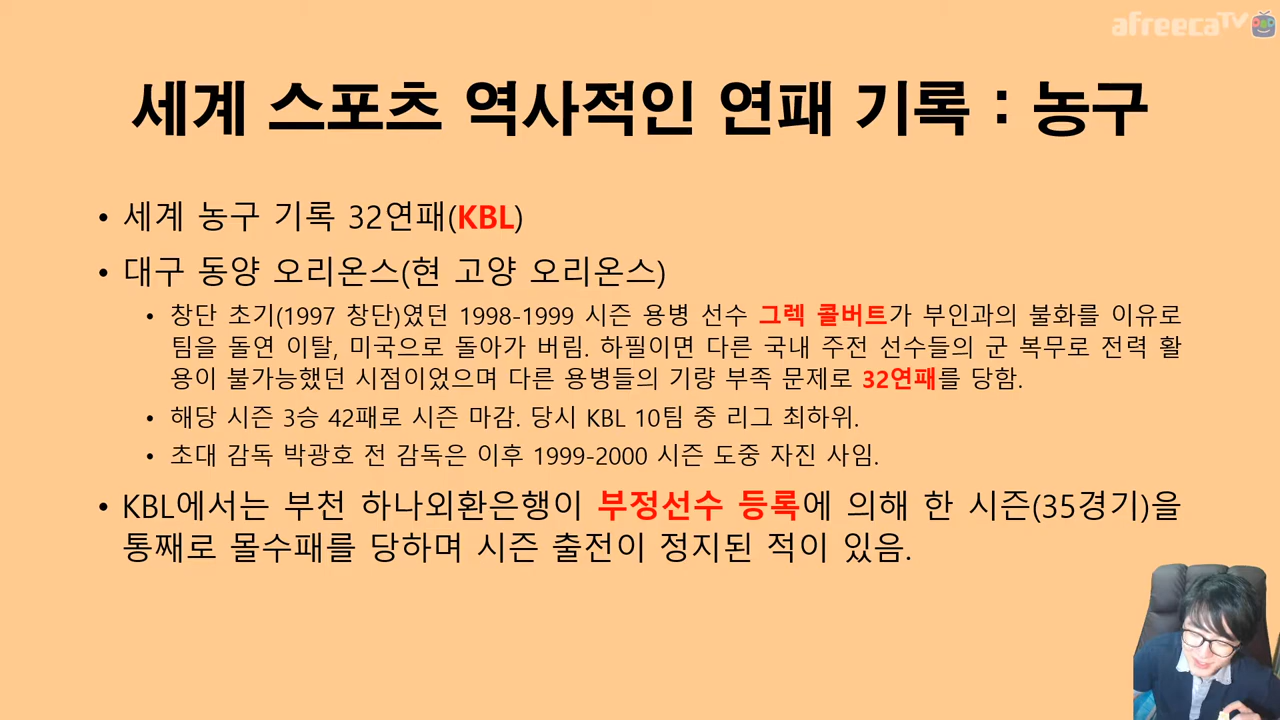 afreecaTV
세계 스포츠 역사적인 연패 기록 : 농구
• 세계 농구 기록 32연패(KBL)
• 대구 동양 오리온스(현 고양 오리온스)
• 창단 초기(1997 창단)였던 1998-1999 시즌 용병 선수 그렉 콜버트가 부인과의 불화를 이유로
팀을 돌연 이탈, 미국으로 돌아가 버림. 하필이면 다른 국내 주전 선수들의 군 복무로 전력 활
용이 불가능했던 시점이었으며 다른 용병들의 기량 부족 문제로 32연패를 당함.
• 해당 시즌 3승 42패로 시즌 마감. 당시 KBL 10팀 중 리그 최하위.
• 초대 감독 박광호 전 감독은 이후 1999-2000 시즌 도중 자진 사임.
• KBL에서는 부천 하나외환은행이 부정선수 등록에 의해 한 시즌(35경기)을
통째로 몰수패를 당하며 시즌 출전이 정지된 적이 있음.